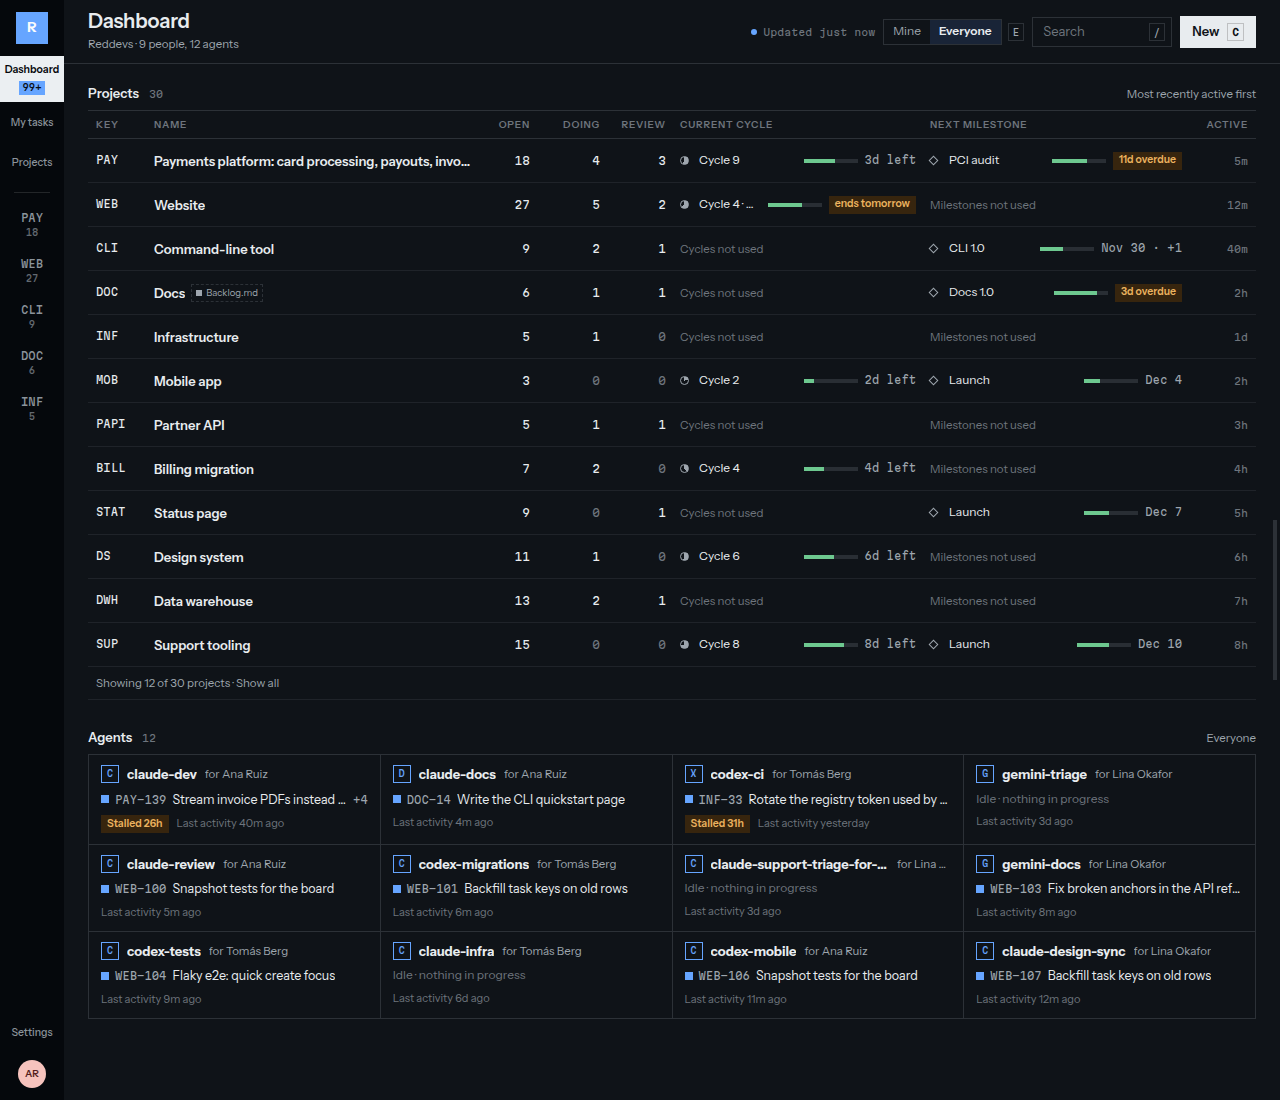 R
Dashboard
99+
My tasks
Projects
PAY
18
WEB
27
CLI
9
DOC
6
INF
5
Settings
AR
Dashboard
Reddevs · 9 people, 12 agents
Updated just now
Mine
Everyone
E
Search
/
New
C
Projects 30
Most recently active first
KEY NAME OPEN DOING REVIEW CURRENT CYCLE NEXT MILESTONE ACTIVE
PAY Payments platform: card processing, payouts, invo... 18 4 3 Cycle 9 3d left PCI audit 11d overdue 5m
WEB Website 27 5 2 Cycle 4 · ... ends tomorrow Milestones not used 12m
CLI Command-line tool 9 2 1 Cycles not used CLI 1.0 Nov 30 · +1 40m
DOC Docs Backlog.md 6 1 1 Cycles not used Docs 1.0 3d overdue 2h
INF Infrastructure 5 1 0 Cycles not used Milestones not used 1d
MOB Mobile app 3 0 0 Cycle 2 2d left Launch Dec 4 2h
PAPI Partner API 5 1 1 Cycles not used Milestones not used 3h
BILL Billing migration 7 2 0 Cycle 4 4d left Milestones not used 4h
STAT Status page 9 0 1 Cycles not used Launch Dec 7 5h
DS Design system 11 1 0 Cycle 6 6d left Milestones not used 6h
DWH Data warehouse 13 2 1 Cycles not used Milestones not used 7h
SUP Support tooling 15 0 0 Cycle 8 8d left Launch Dec 10 8h
Showing 12 of 30 projects · Show all
Agents 12
Everyone
C claude-dev for Ana Ruiz
PAY-139 Stream invoice PDFs instead ... +4
Stalled 26h Last activity 40m ago
D claude-docs for Ana Ruiz
DOC-14 Write the CLI quickstart page
Last activity 4m ago
X codex-ci for Tomás Berg
INF-33 Rotate the registry token used by ...
Stalled 31h Last activity yesterday
G gemini-triage for Lina Okafor
Idle · nothing in progress
Last activity 3d ago
C claude-review for Ana Ruiz
WEB-100 Snapshot tests for the board
Last activity 5m ago
C codex-migrations for Tomás Berg
WEB-101 Backfill task keys on old rows
Last activity 6m ago
C claude-support-triage-for-... for Lina ...
Idle · nothing in progress
Last activity 3d ago
G gemini-docs for Lina Okafor
WEB-103 Fix broken anchors in the API ref...
Last activity 8m ago
C codex-tests for Tomás Berg
WEB-104 Flaky e2e: quick create focus
Last activity 9m ago
C claude-infra for Tomás Berg
Idle · nothing in progress
Last activity 6d ago
C codex-mobile for Ana Ruiz
WEB-106 Snapshot tests for the board
Last activity 11m ago
C claude-design-sync for Lina Okafor
WEB-107 Backfill task keys on old rows
Last activity 12m ago